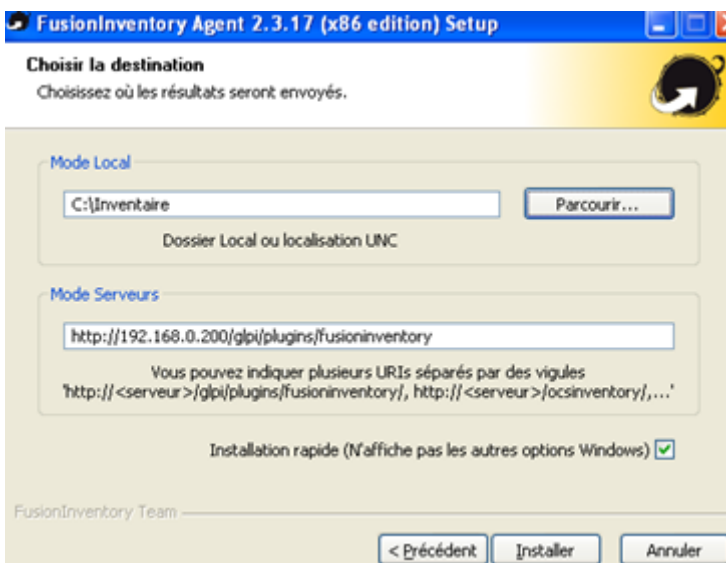 FusionInventory Agent 2.3.17 (x86 edition) Setup
Choisir la destination
Choisissez où les résultats seront envoyés.
Mode Local
C:\Inventaire
Parcourir...
Dossier Local ou localisation UNC
Mode Serveurs
http://192.168.0.200/glpi/plugins/fusioninventory
Vous pouvez indiquer plusieurs URIs séparés par des vigules
'http://<serveur>/glpi/plugins/fusioninventory/, http://<serveur>/ocsinventory/,...'
Installation rapide (N'affiche pas les autres options Windows)
FusionInventory Team
< Précédent
Installer
Annuler